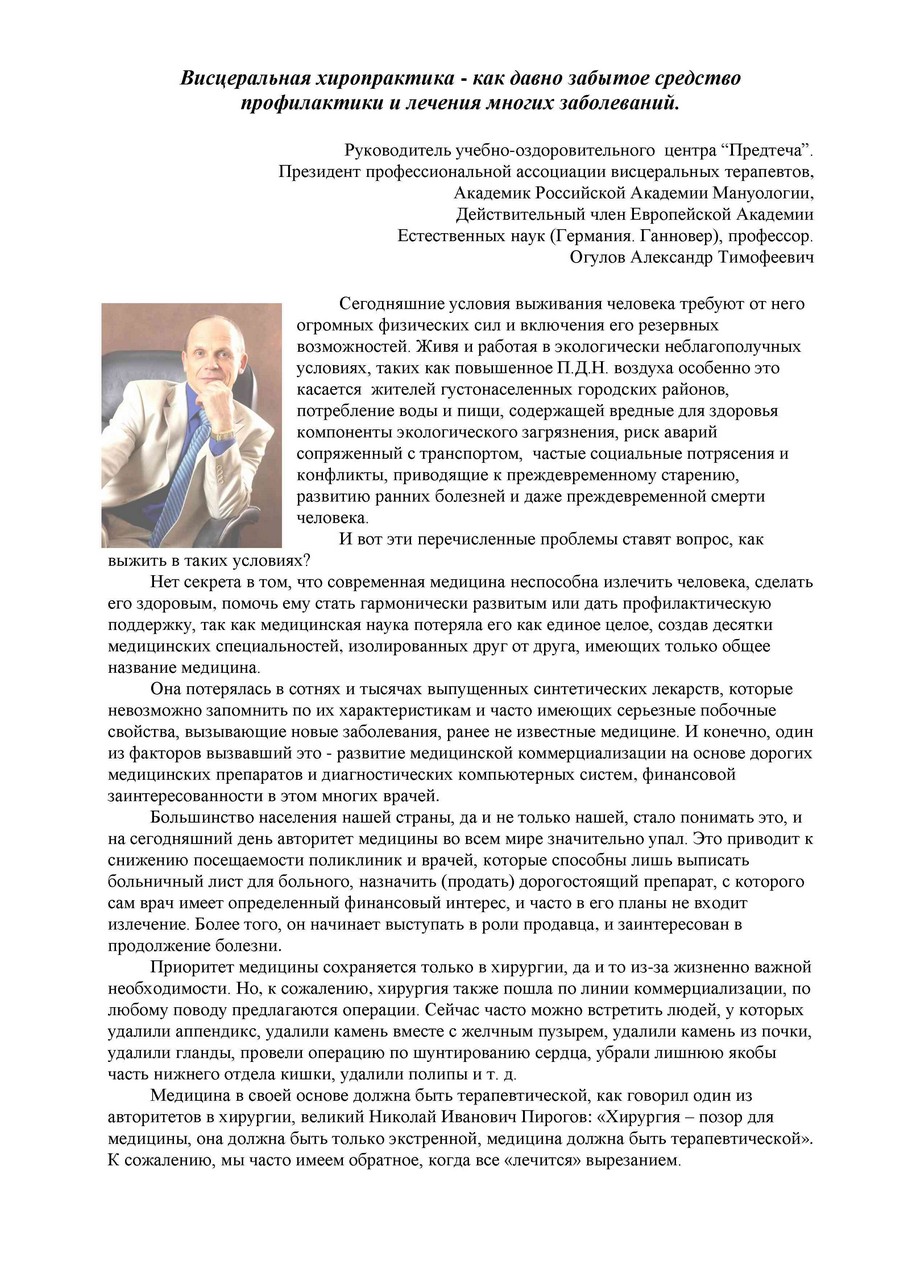 Висцеральная хиропрактика - как давно забытое средство
профилактики и лечения многих заболеваний.
Руководитель учебно-оздоровительного центра “Предтеча”.
Президент профессиональной ассоциации висцеральных терапевтов,
Академик Российской Академии Мануологии,
Действительный член Европейской Академии
Естественных наук (Германия. Ганновер), профессор.
Огулов Александр Тимофеевич
Сегодняшние условия выживания человека требуют от него
огромных физических сил и включения его резервных
возможностей. Живя и работая в экологически неблагополучных
условиях, таких как повышенное П.Д.Н. воздуха особенно это
касается жителей густонаселенных городских районов,
потребление воды и пищи, содержащей вредные для здоровья
компоненты экологического загрязнения, риск аварий
сопряженный с транспортом, частые социальные потрясения и
конфликты, приводящие к преждевременному старению,
развитию ранних болезней и даже преждевременной смерти
человека.
И вот эти перечисленные проблемы ставят вопрос, как
выжить в таких условиях?
Нет секрета в том, что современная медицина неспособна излечить человека, сделать
его здоровым, помочь ему стать гармонически развитым или дать профилактическую
поддержку, так как медицинская наука потеряла его как единое целое, создав десятки
медицинских специальностей, изолированных друг от друга, имеющих только общее
название медицина.
Она потерялась в сотнях и тысячах выпущенных синтетических лекарств, которые
невозможно запомнить по их характеристикам и часто имеющих серьезные побочные
свойства, вызывающие новые заболевания, ранее не известные медицине. И конечно, один
из факторов вызвавший это - развитие медицинской коммерциализации на основе дорогих
медицинских препаратов и диагностических компьютерных систем, финансовой
заинтересованности в этом многих врачей.
Большинство населения нашей страны, да и не только нашей, стало понимать это, и
на сегодняшний день авторитет медицины во всем мире значительно упал. Это приводит к
снижению посещаемости поликлиник и врачей, которые способны лишь выписать
больничный лист для больного, назначить (продать) дорогостоящий препарат, с которого
сам врач имеет определенный финансовый интерес, и часто в его планы не входит
излечение. Более того, он начинает выступать в роли продавца, и заинтересован в
продолжение болезни.
Приоритет медицины сохраняется только в хирургии, да и то из-за жизненно важной
необходимости. Но, к сожалению, хирургия также пошла по линии коммерциализации, по
любому поводу предлагаются операции. Сейчас часто можно встретить людей, у которых
удалили аппендикс, удалили камень вместе с желчным пузырем, удалили камень из почки,
удалили гланды, провели операцию по шунтированию сердца, убрали лишнюю якобы
часть нижнего отдела кишки, удалили полипы и т. д.
Медицина в своей основе должна быть терапевтической, как говорил один из
авторитетов в хирургии, великий Николай Иванович Пирогов: «Хирургия – позор для
медицины, она должна быть только экстренной, медицина должна быть терапевтической».
К сожалению, мы часто имеем обратное, когда все «лечится» вырезанием.